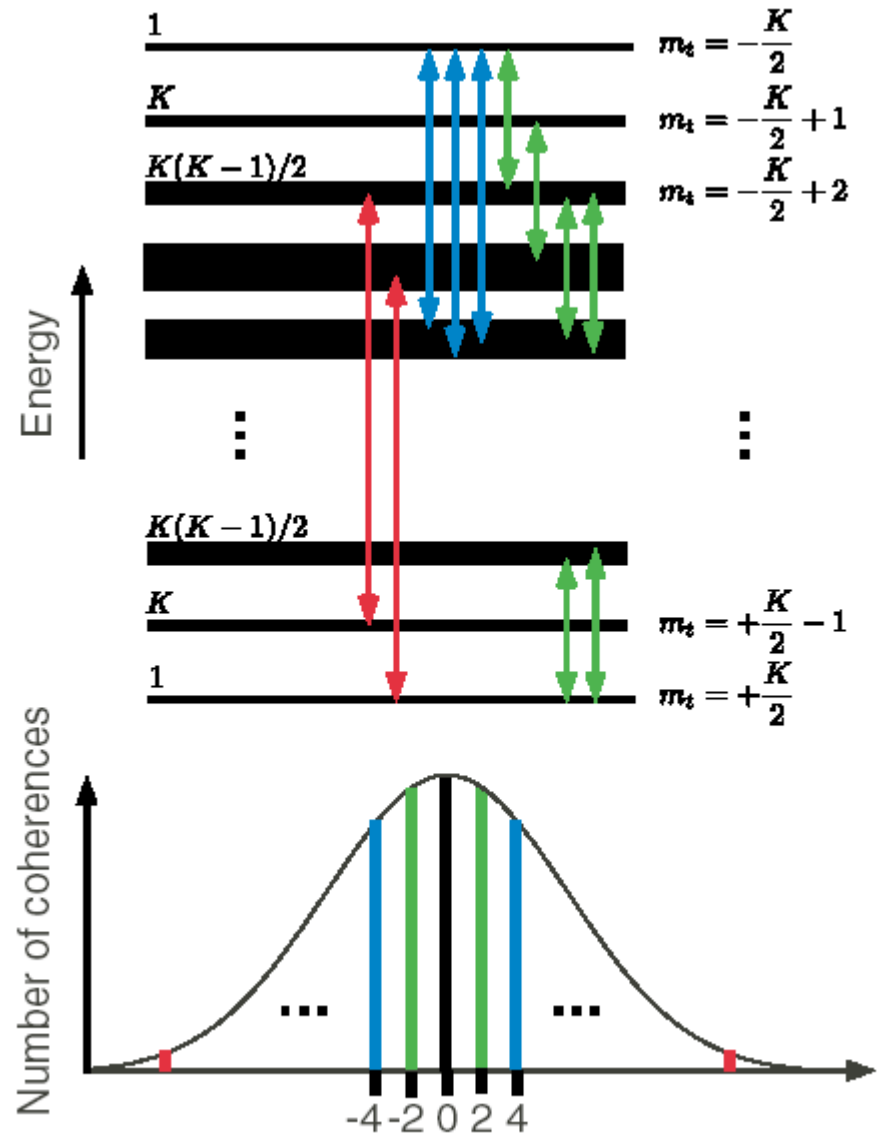 1 m_t = -K/2
K m_t = -K/2 + 1
K(K - 1)/2 m_t = -K/2 + 2
Energy
⋮ ⋮
K(K - 1)/2
K m_t = +K/2 - 1
1 m_t = +K/2
Number of coherences
... ...
-4 -2 0 2 4